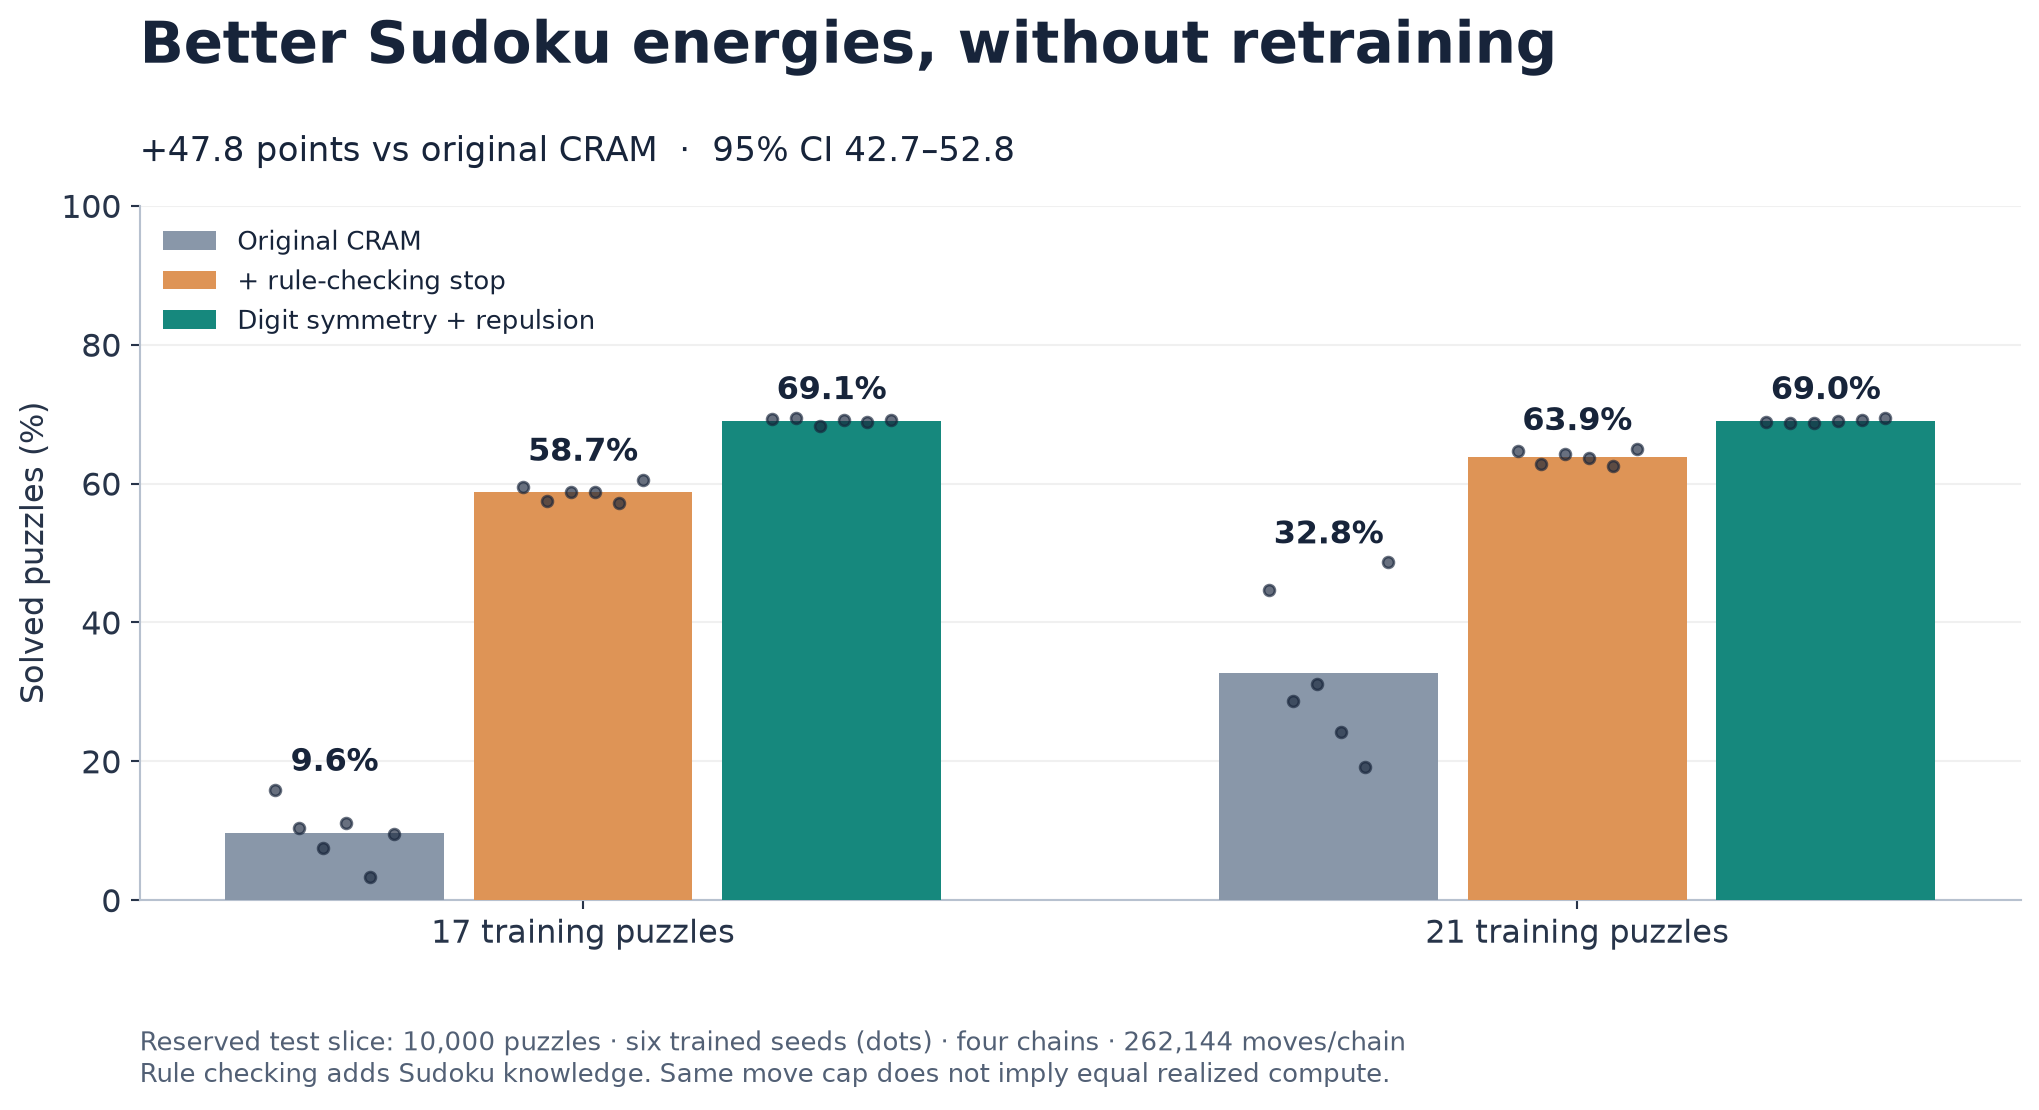 Better Sudoku energies, without retraining
+47.8 points vs original CRAM · 95% CI 42.7–52.8
Solved puzzles (%)
100
80
60
40
20
0
Original CRAM
+ rule-checking stop
Digit symmetry + repulsion
9.6%
58.7%
69.1%
32.8%
63.9%
69.0%
17 training puzzles
21 training puzzles
Reserved test slice: 10,000 puzzles · six trained seeds (dots) · four chains · 262,144 moves/chain
Rule checking adds Sudoku knowledge. Same move cap does not imply equal realized compute.